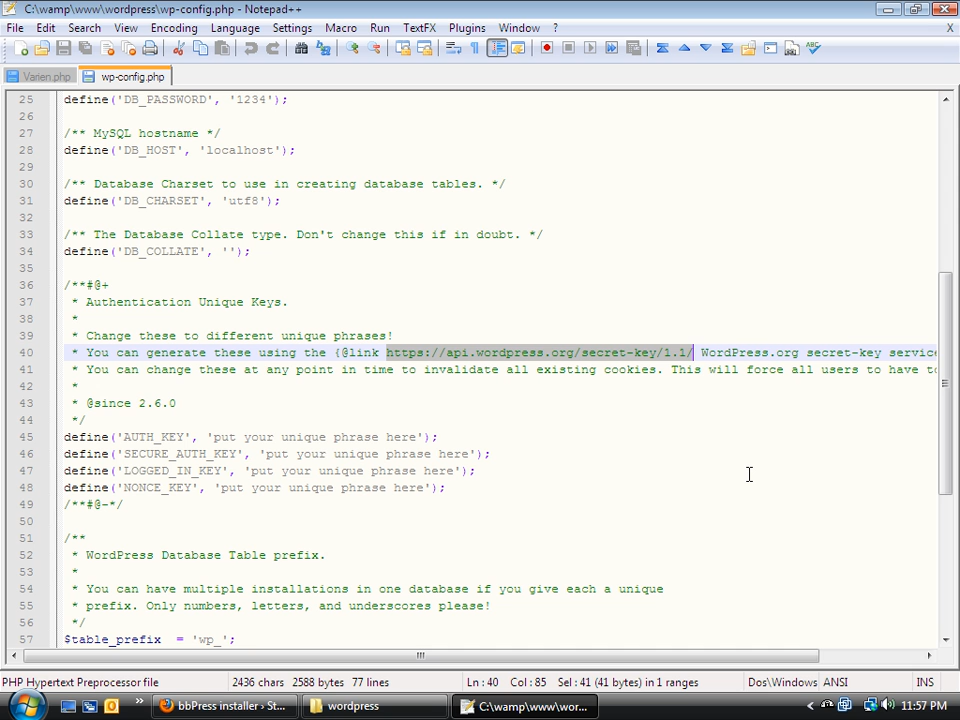 C:\wamp\www\wordpress\wp-config.php - Notepad++
File Edit Search View Encoding Language Settings Macro Run TextFX Plugins Window ? X
Varien.php wp-config.php
25 define('DB_PASSWORD', '1234');
26
27 /** MySQL hostname */
28 define('DB_HOST', 'localhost');
29
30 /** Database Charset to use in creating database tables. */
31 define('DB_CHARSET', 'utf8');
32
33 /** The Database Collate type. Don't change this if in doubt. */
34 define('DB_COLLATE', '');
35
36 /**#@+
37 * Authentication Unique Keys.
38 *
39 * Change these to different unique phrases!
40 * You can generate these using the {@link https://api.wordpress.org/secret-key/1.1/ WordPress.org secret-key service
41 * You can change these at any point in time to invalidate all existing cookies. This will force all users to have to
42 *
43 * @since 2.6.0
44 */
45 define('AUTH_KEY', 'put your unique phrase here');
46 define('SECURE_AUTH_KEY', 'put your unique phrase here');
47 define('LOGGED_IN_KEY', 'put your unique phrase here');
48 define('NONCE_KEY', 'put your unique phrase here');
49 /**#@-*/
50
51 /**
52 * WordPress Database Table prefix.
53 *
54 * You can have multiple installations in one database if you give each a unique
55 * prefix. Only numbers, letters, and underscores please!
56 */
57 $table_prefix = 'wp_';
PHP Hypertext Preprocessor file 2436 chars 2588 bytes 77 lines Ln : 40 Col : 85 Sel : 41 (41 bytes) in 1 ranges Dos\Windows ANSI INS
bbPress installer › St... wordpress C:\wamp\www\wor... 11:57 PM